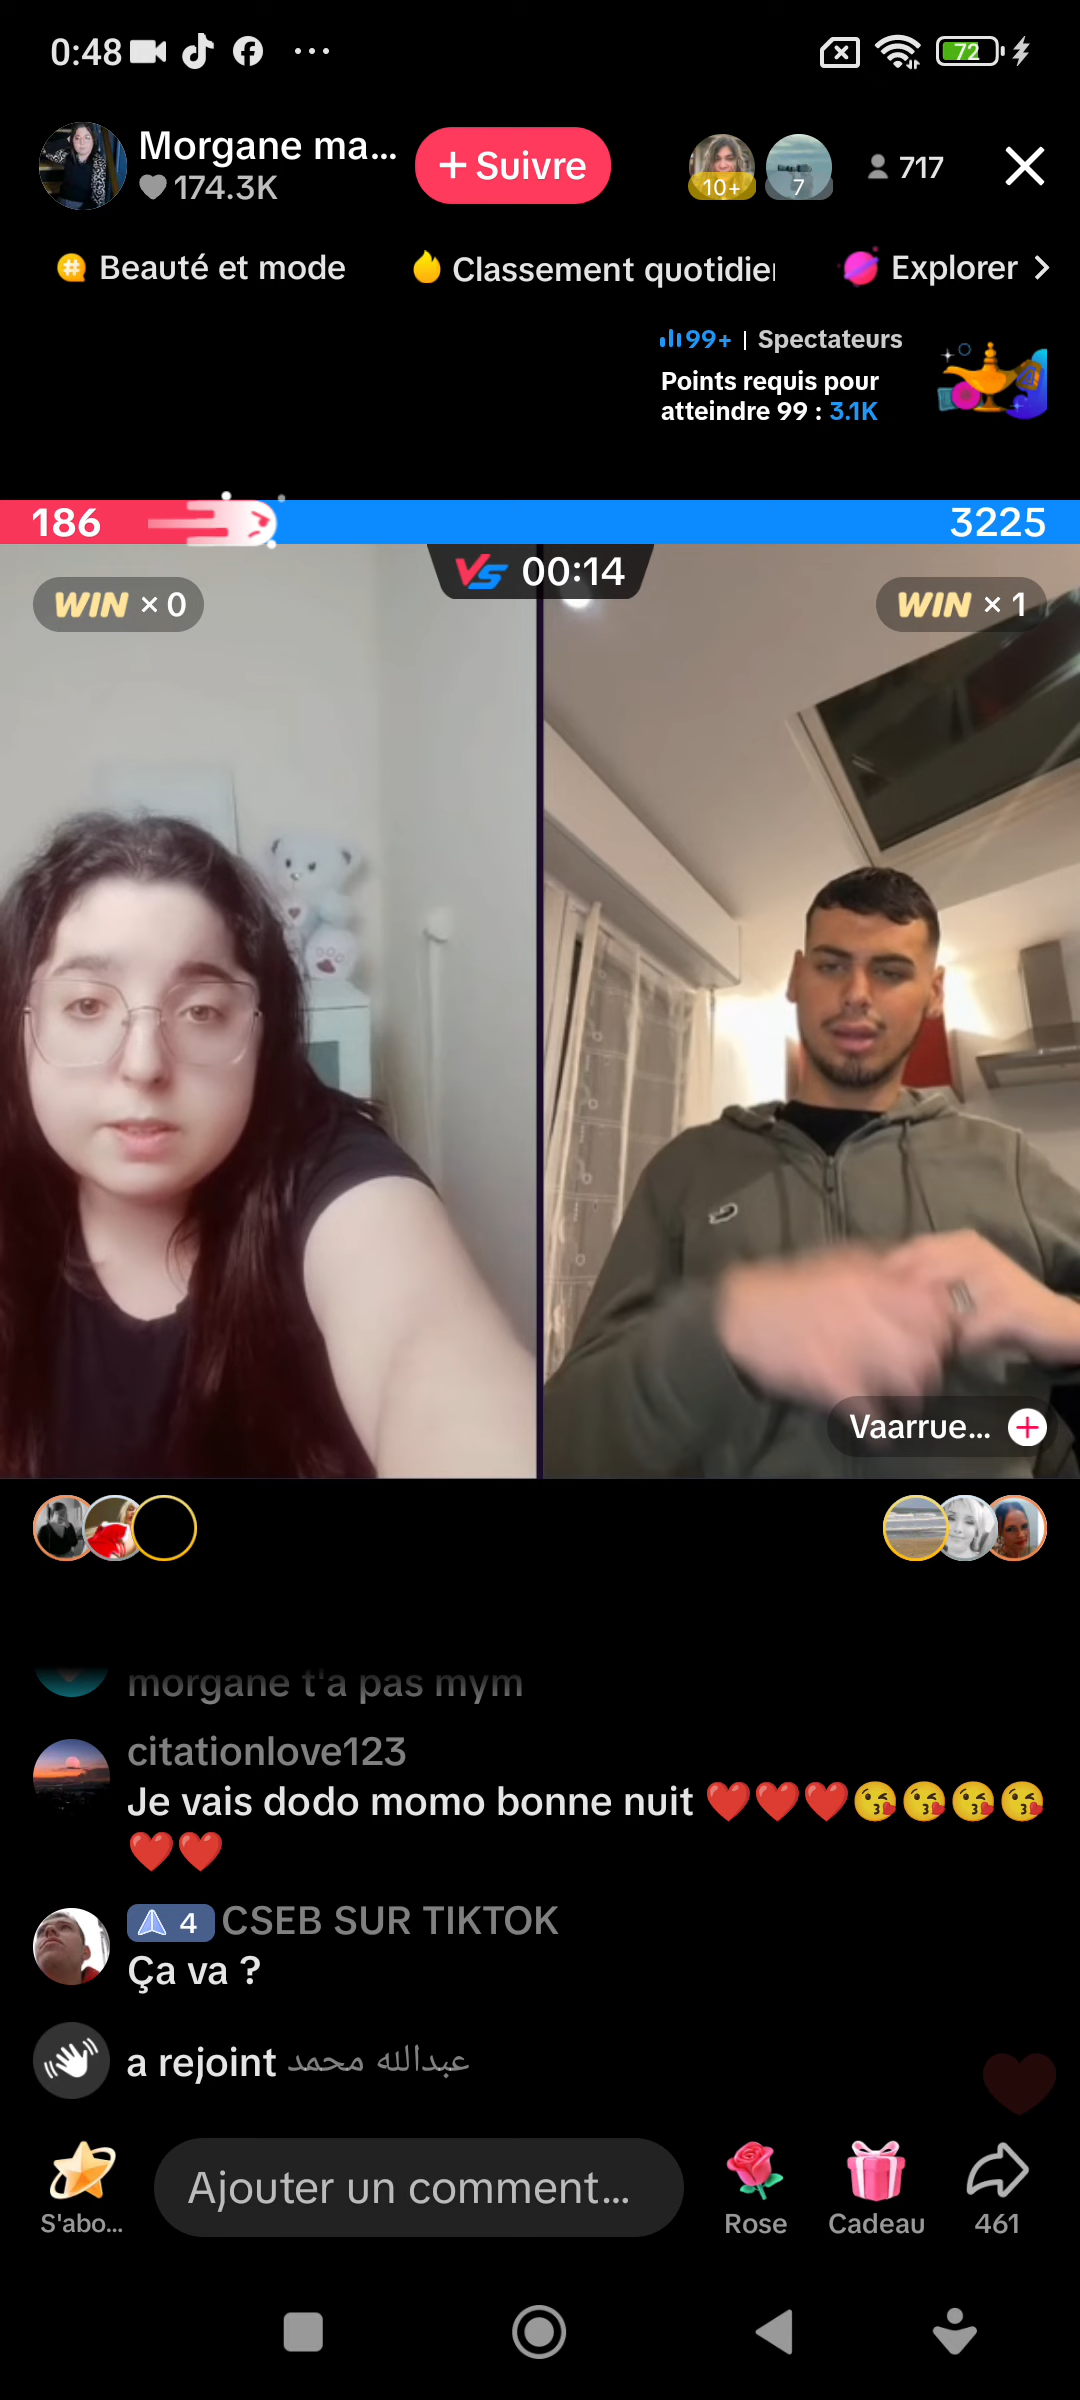 0:48
72
Morgane ma...
174.3K
+ Suivre
10+
7
717
Beauté et mode
Classement quotidie
Explorer
99+ | Spectateurs
Points requis pour
atteindre 99 : 3.1K
186
3225
VS 00:14
WIN × 0
WIN × 1
Vaarrue...
morgane t'a pas mym
citationlove123
Je vais dodo momo bonne nuit ❤️❤️❤️😘😘😘😘
❤️❤️
4 CSEB SUR TIKTOK
Ça va ?
a rejoint عبدالله محمد
Ajouter un comment...
S'abo...
Rose
Cadeau
461